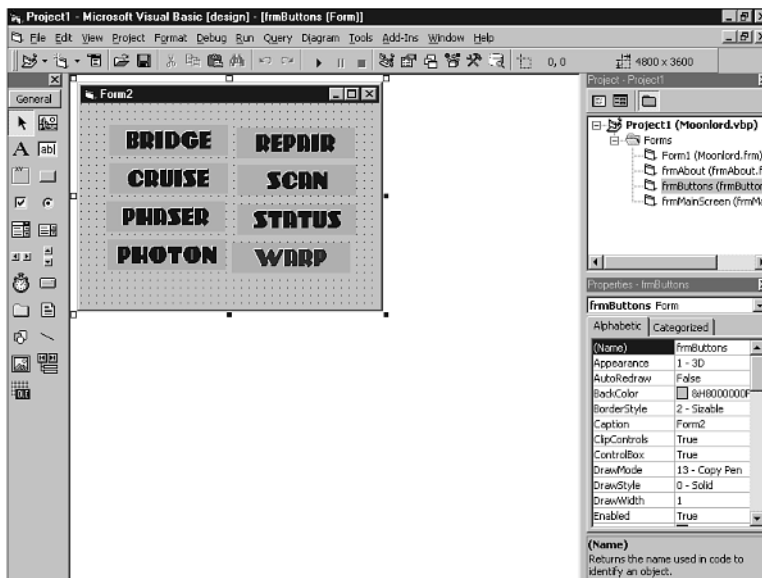 Project1 - Microsoft Visual Basic [design] - [frmButtons (Form)]
File Edit View Project Format Debug Run Query Diagram Tools Add-Ins Window Help
0, 0 4800 x 3600
General
A ab|
OLE
Form2
BRIDGE REPAIR
CRUISE SCAN
PHASER STATUS
PHOTON WARP
Project - Project1
Project1 (Moonlord.vbp)
Forms
Form1 (Moonlord.frm)
frmAbout (frmAbout.f
frmButtons (frmButton
frmMainScreen (frmMa
Properties - frmButtons
frmButtons Form
Alphabetic Categorized
(Name) frmButtons
Appearance 1 - 3D
AutoRedraw False
BackColor &H8000000F
BorderStyle 2 - Sizable
Caption Form2
ClipControls True
ControlBox True
DrawMode 13 - Copy Pen
DrawStyle 0 - Solid
DrawWidth 1
Enabled True
(Name)
Returns the name used in code to
identify an object.